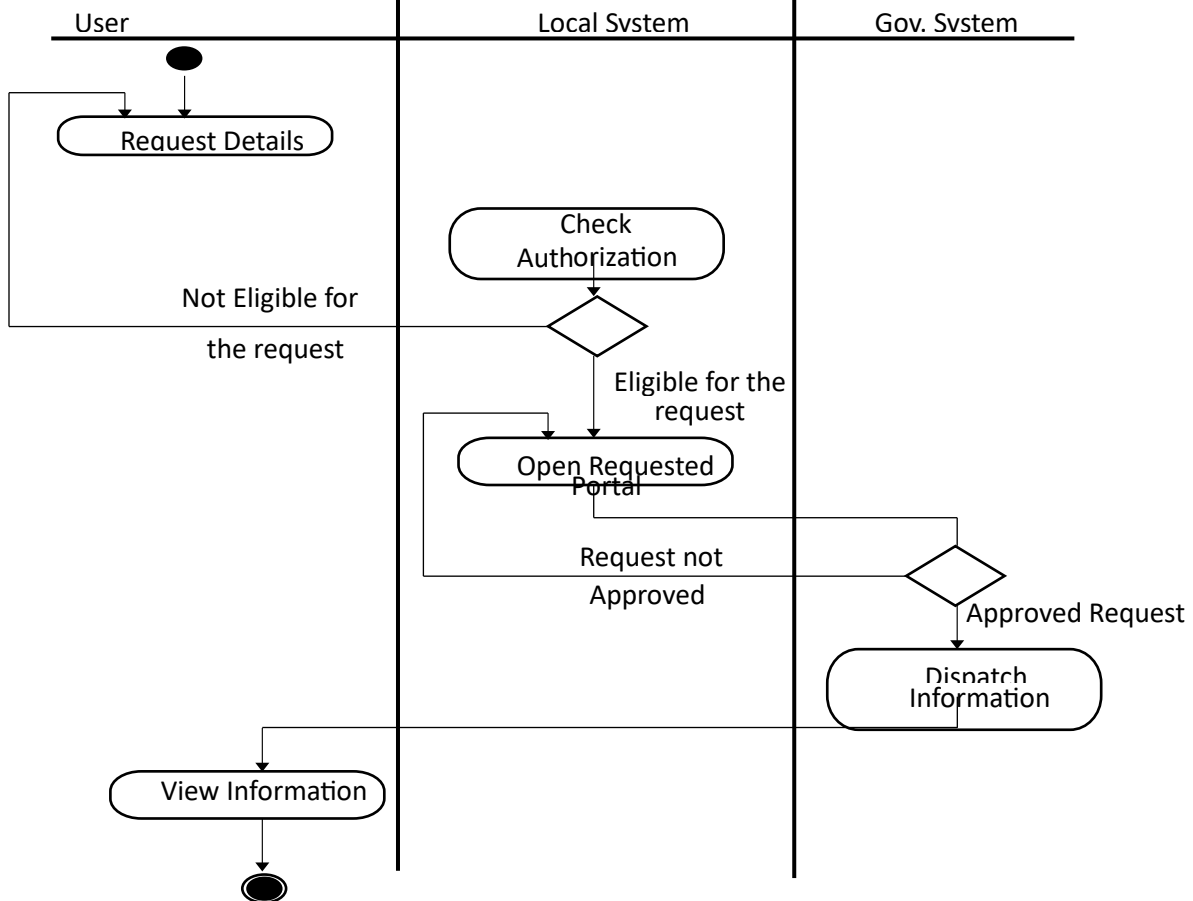 User
Local System
Gov. System
Request Details
Check
Authorization
Not Eligible for
the request
Eligible for the
request
Open Requested
Portal
Request not
Approved
Approved Request
Dispatch
Information
View Information